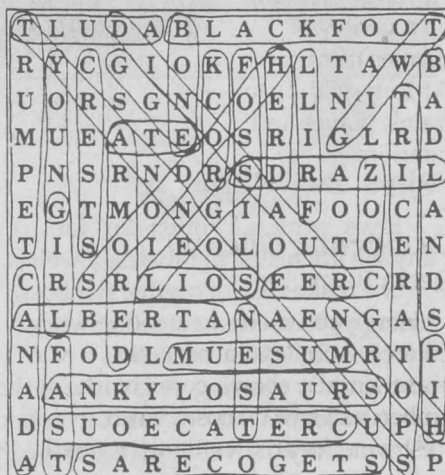 T L U D A B L A C K F O O T
R Y C G I O K F H L T A W B
U O R S G N C O E L N I T A
M U E A T E O S R I G L R D
P N S R N D R S D R A Z I L
E G T M O N G I A F O O C A
T I S O I E O L O U T O E N
C R S R L I O S E E R C R D
A L B E R T A N A E N G A S
N F O D L M U E S U M R T P
A A N K Y L O S A U R S O I
D S U O E C A T E R C U P H
A T S A R E C O G E T S S P